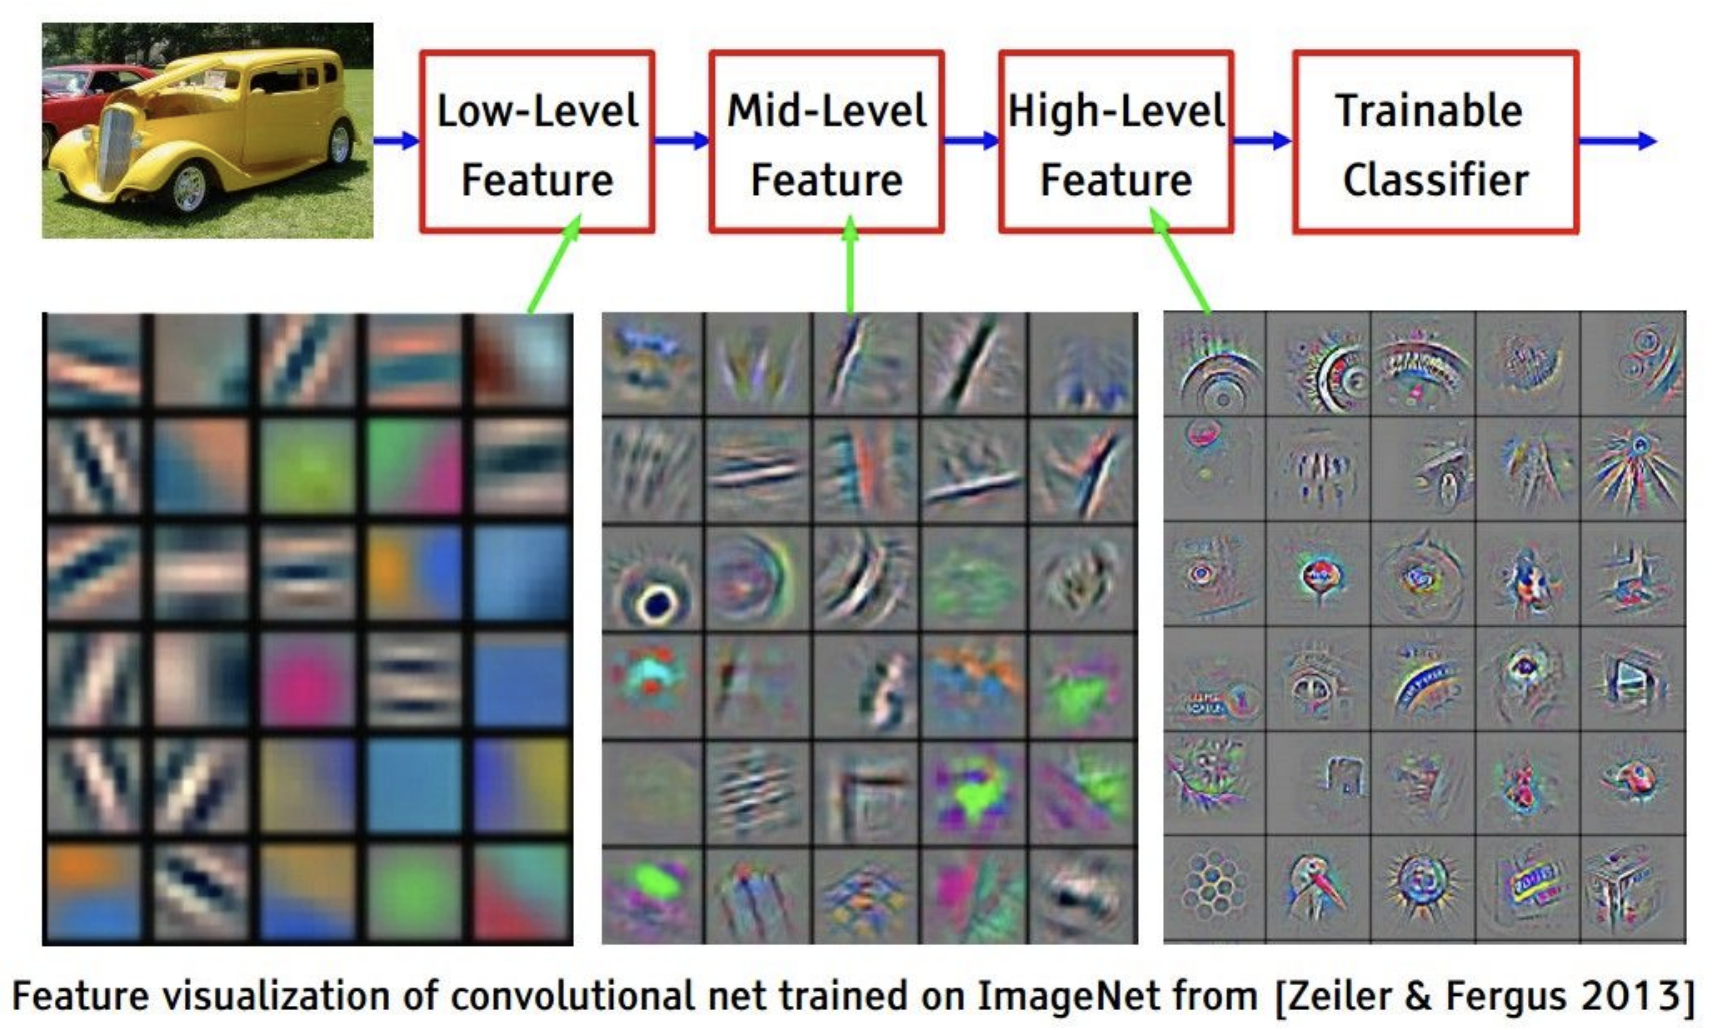 Low-Level
Feature
Mid-Level
Feature
High-Level
Feature
Trainable
Classifier
Feature visualization of convolutional net trained on ImageNet from [Zeiler & Fergus 2013]